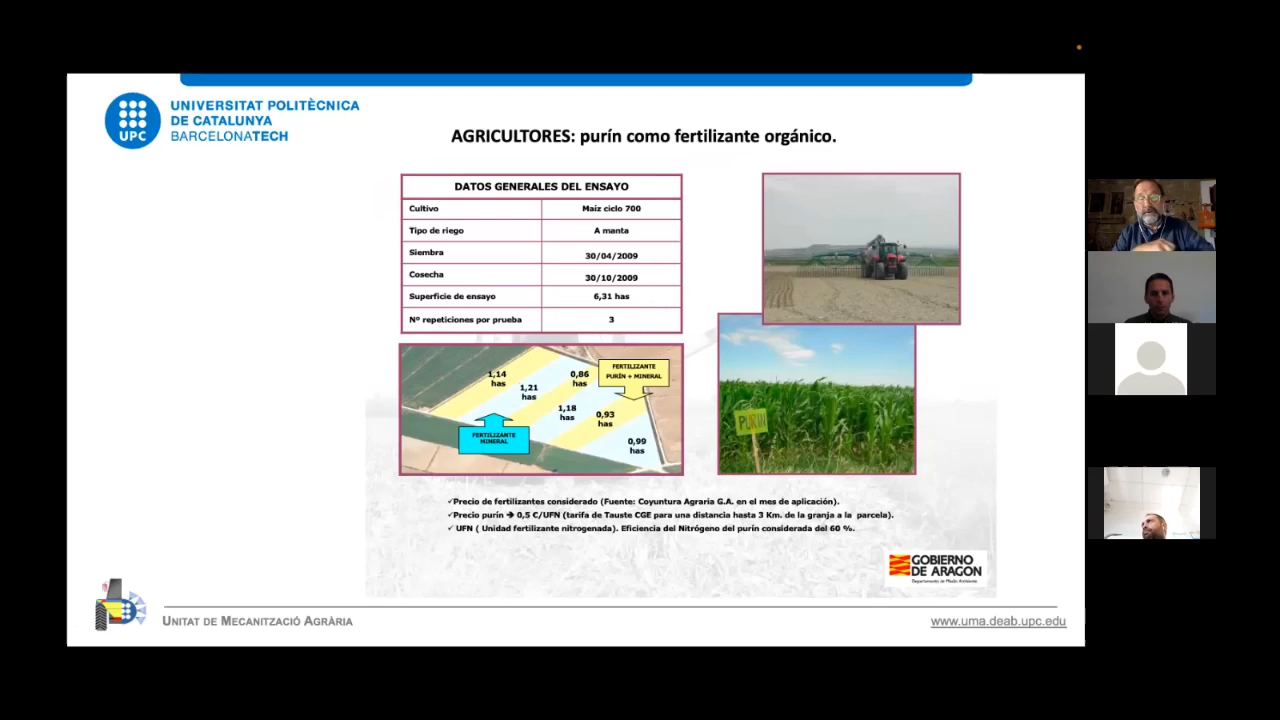 UNIVERSITAT POLITÈCNICA
DE CATALUNYA
BARCELONATECH
UPC
AGRICULTORES: purín como fertilizante orgánico.
DATOS GENERALES DEL ENSAYO
Cultivo Maíz ciclo 700
Tipo de riego A manta
Siembra 30/04/2009
Cosecha 30/10/2009
Superficie de ensayo 6,31 has
Nº repeticiones por prueba 3
1,14
has
1,21
has
0,86
has
1,18
has
0,93
has
0,99
has
FERTILIZANTE
PURÍN + MINERAL
FERTILIZANTE
MINERAL
PURIN
✓Precio de fertilizantes considerado (Fuente: Coyuntura Agraria G.A. en el mes de aplicación).
✓Precio purín ➔ 0,5 €/UFN (tarifa de Tauste CGE para una distancia hasta 3 Km. de la granja a la parcela).
✓ UFN ( Unidad fertilizante nitrogenada). Eficiencia del Nitrógeno del purín considerada del 60 %.
GOBIERNO
DE ARAGON
Departamento de Medio Ambiente
UNITAT DE MECANITZACIÓ AGRÀRIA
www.uma.deab.upc.edu